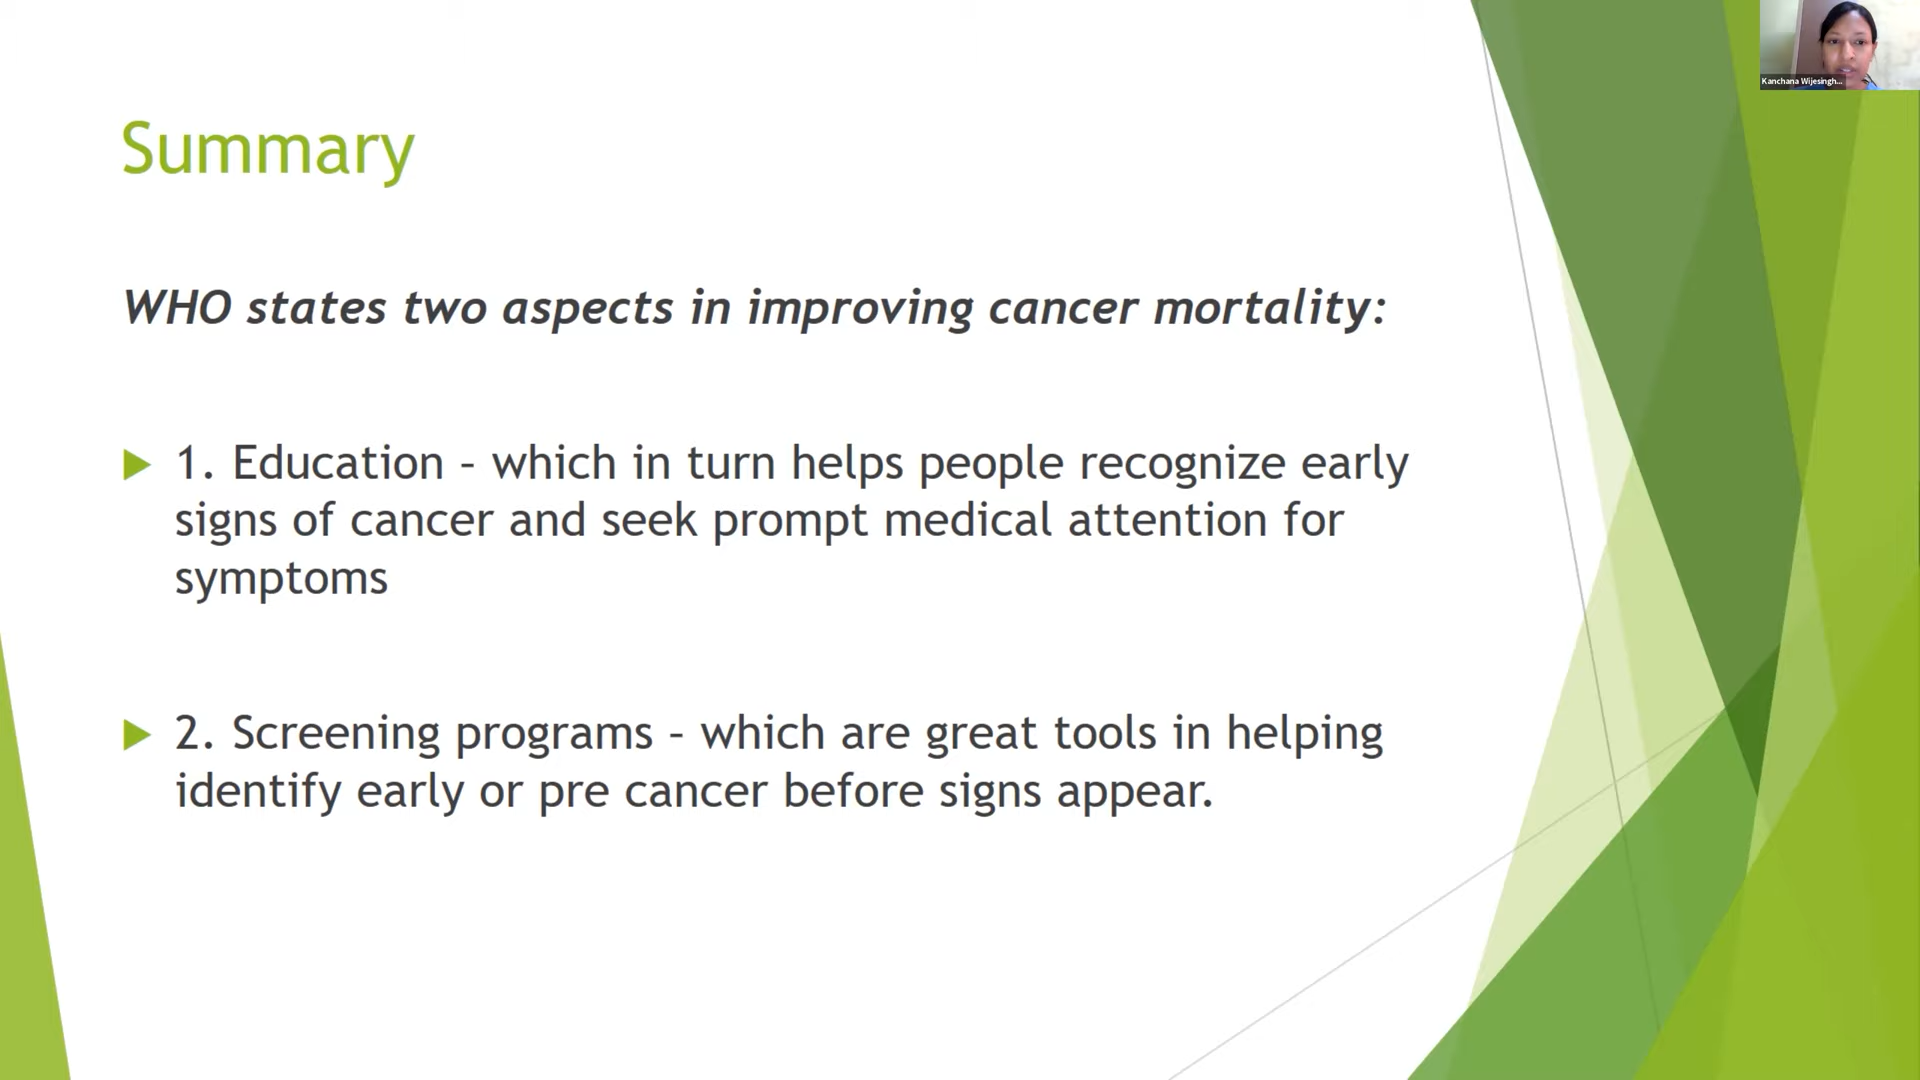 Kanchana Wijesingh...
Summary
WHO states two aspects in improving cancer mortality:
1. Education – which in turn helps people recognize early
signs of cancer and seek prompt medical attention for
symptoms
2. Screening programs – which are great tools in helping
identify early or pre cancer before signs appear.